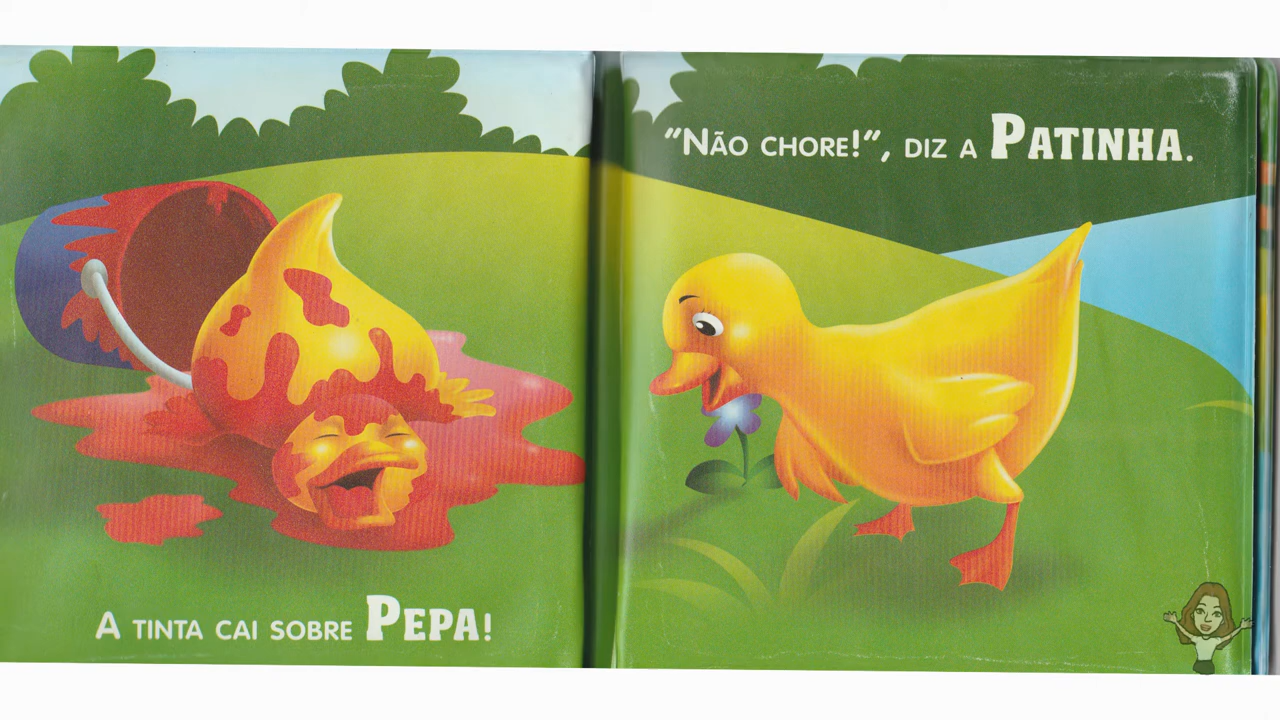 A TINTA CAI SOBRE PEPA!
"NÃO CHORE!", DIZ A PATINHA.